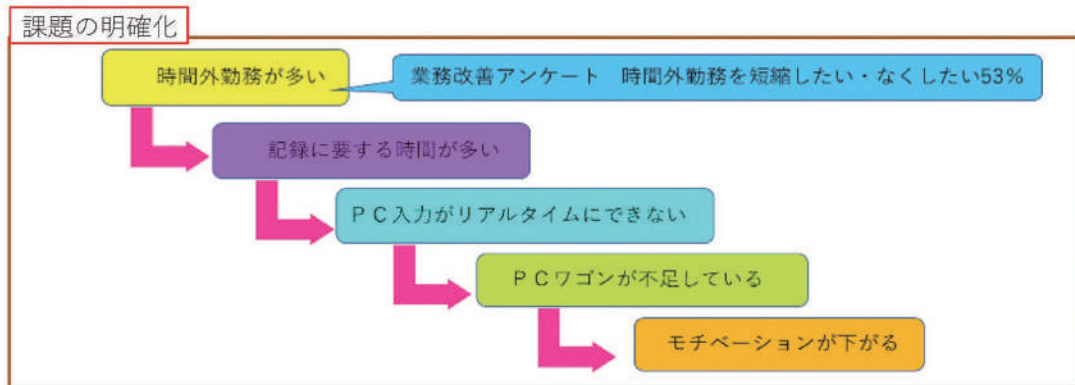 課題の明確化
時間外勤務が多い
業務改善アンケート　時間外勤務を短縮したい・なくしたい53%
記録に要する時間が多い
ＰＣ入力がリアルタイムにできない
ＰＣワゴンが不足している
モチベーションが下がる